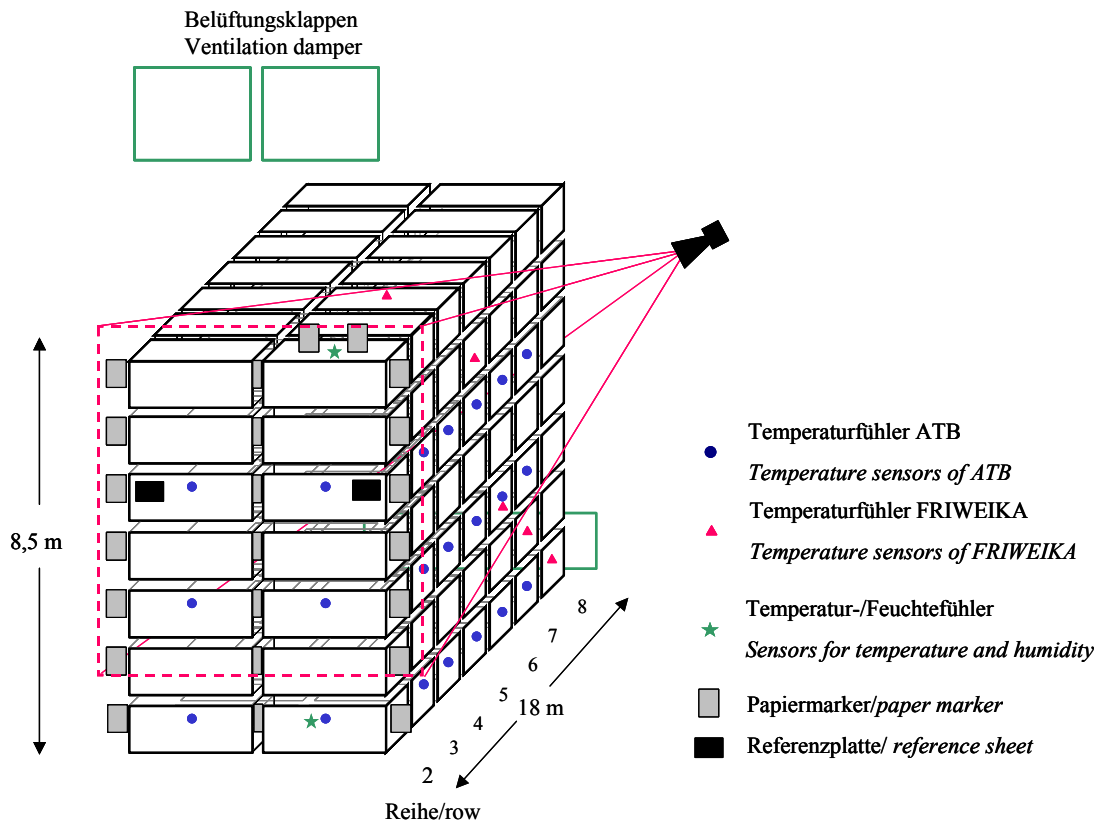 Belüftungsklappen
Ventilation damper
8,5 m
Temperaturfühler ATB
Temperature sensors of ATB
Temperaturfühler FRIWEIKA
Temperature sensors of FRIWEIKA
Temperatur-/Feuchtefühler
Sensors for temperature and humidity
Papiermarker/paper marker
Referenzplatte/ reference sheet
8
7
6
5
18 m
4
3
2
Reihe/row